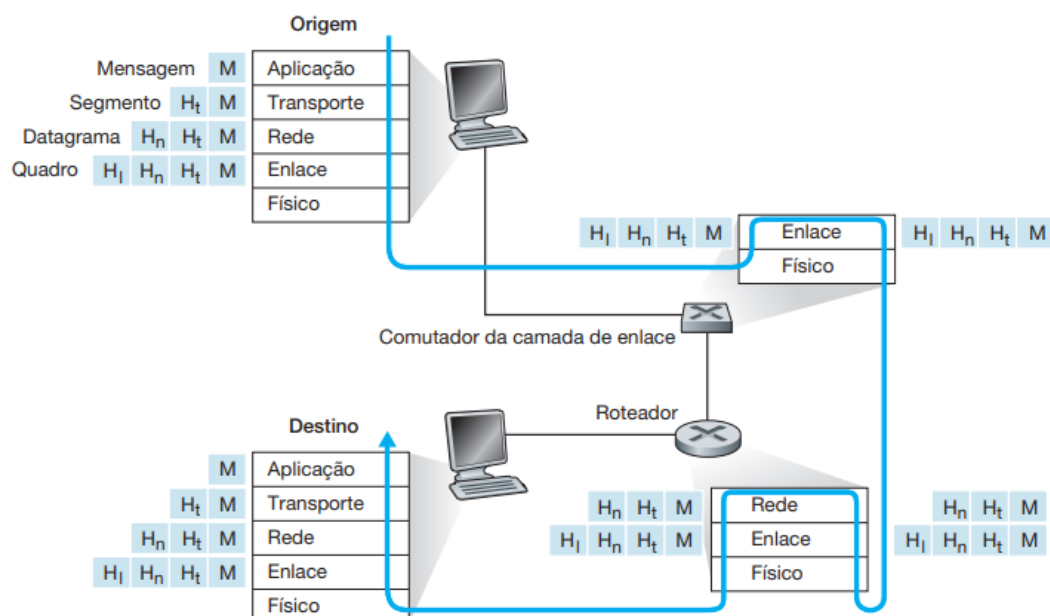 Origem
Mensagem M Aplicação
Segmento Ht M Transporte
Datagrama Hn Ht M Rede
Quadro Hl Hn Ht M Enlace
Físico
Hl Hn Ht M Enlace Hl Hn Ht M
Físico
Comutador da camada de enlace
Roteador
Destino
M Aplicação
Ht M Transporte
Hn Ht M Rede
Hl Hn Ht M Enlace
Físico
Hn Ht M Rede Hn Ht M
Hl Hn Ht M Enlace Hl Hn Ht M
Físico